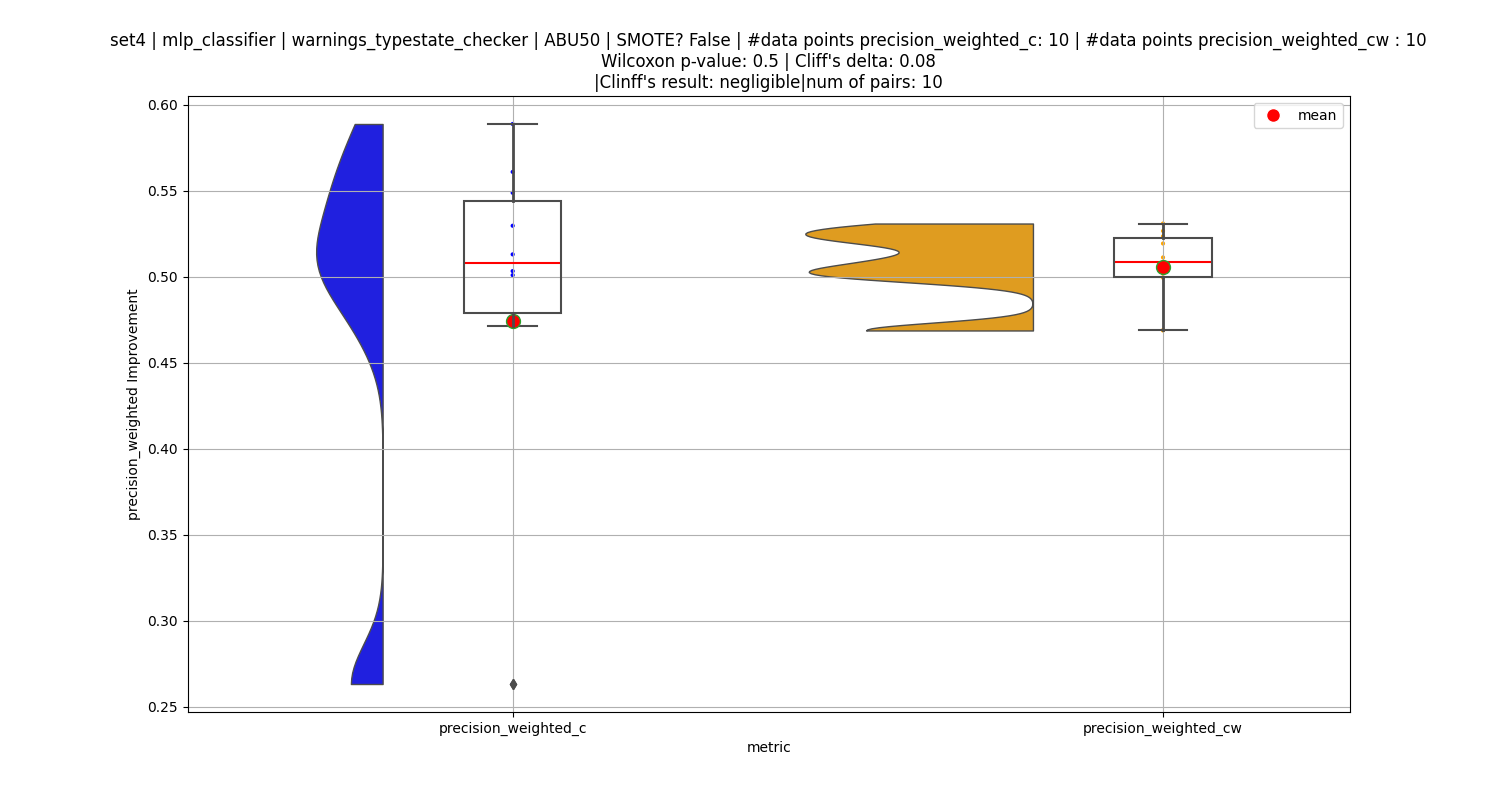 set4 | mlp_classifier | warnings_typestate_checker | ABU50 | SMOTE? False | #data points precision_weighted_c: 10 | #data points precision_weighted_cw : 10
Wilcoxon p-value: 0.5 | Cliff's delta: 0.08
|Clinff's result: negligible|num of pairs: 10
mean
precision_weighted Improvement
0.60
0.55
0.50
0.45
0.40
0.35
0.30
0.25
precision_weighted_c
precision_weighted_cw
metric